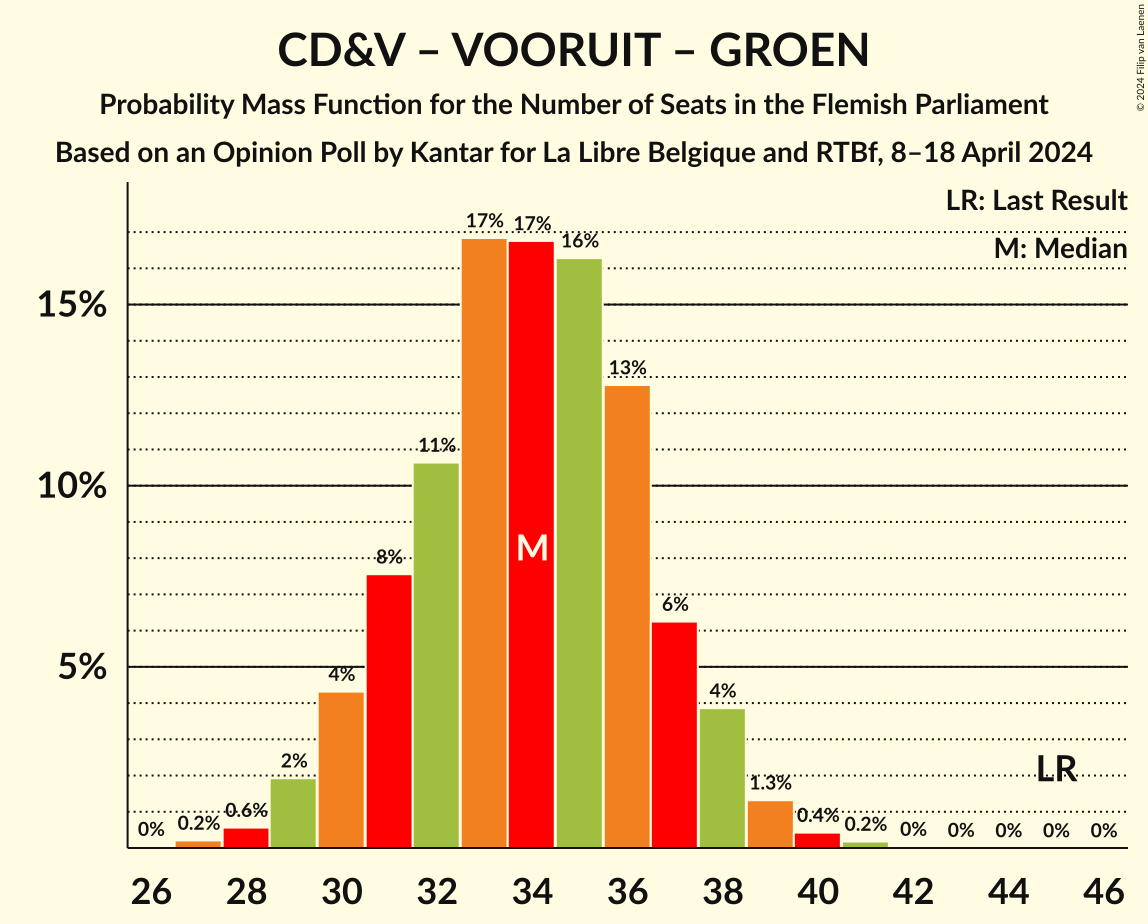 CD&V – VOORUIT – GROEN
Probability Mass Function for the Number of Seats in the Flemish Parliament
Based on an Opinion Poll by Kantar for La Libre Belgique and RTBf, 8–18 April 2024
© 2024 Filip van Laenen
LR: Last Result
M: Median
15%
10%
5%
0%
0.2%
0.6%
2%
4%
8%
11%
17%
17%
16%
13%
6%
4%
1.3%
0.4%
0.2%
0%
0%
0%
0%
0%
M
LR
26 28 30 32 34 36 38 40 42 44 46